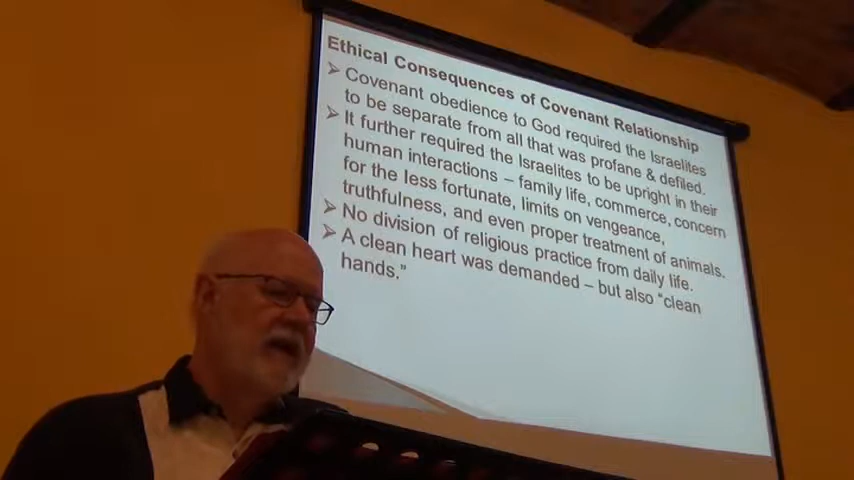 Ethical Consequences of Covenant Relationship
➢ Covenant obedience to God required the Israelites
to be separate from all that was profane & defiled.
➢ It further required the Israelites to be upright in their
human interactions – family life, commerce, concern
for the less fortunate, limits on vengeance,
truthfulness, and even proper treatment of animals.
➢ No division of religious practice from daily life.
➢ A clean heart was demanded – but also “clean
hands.”